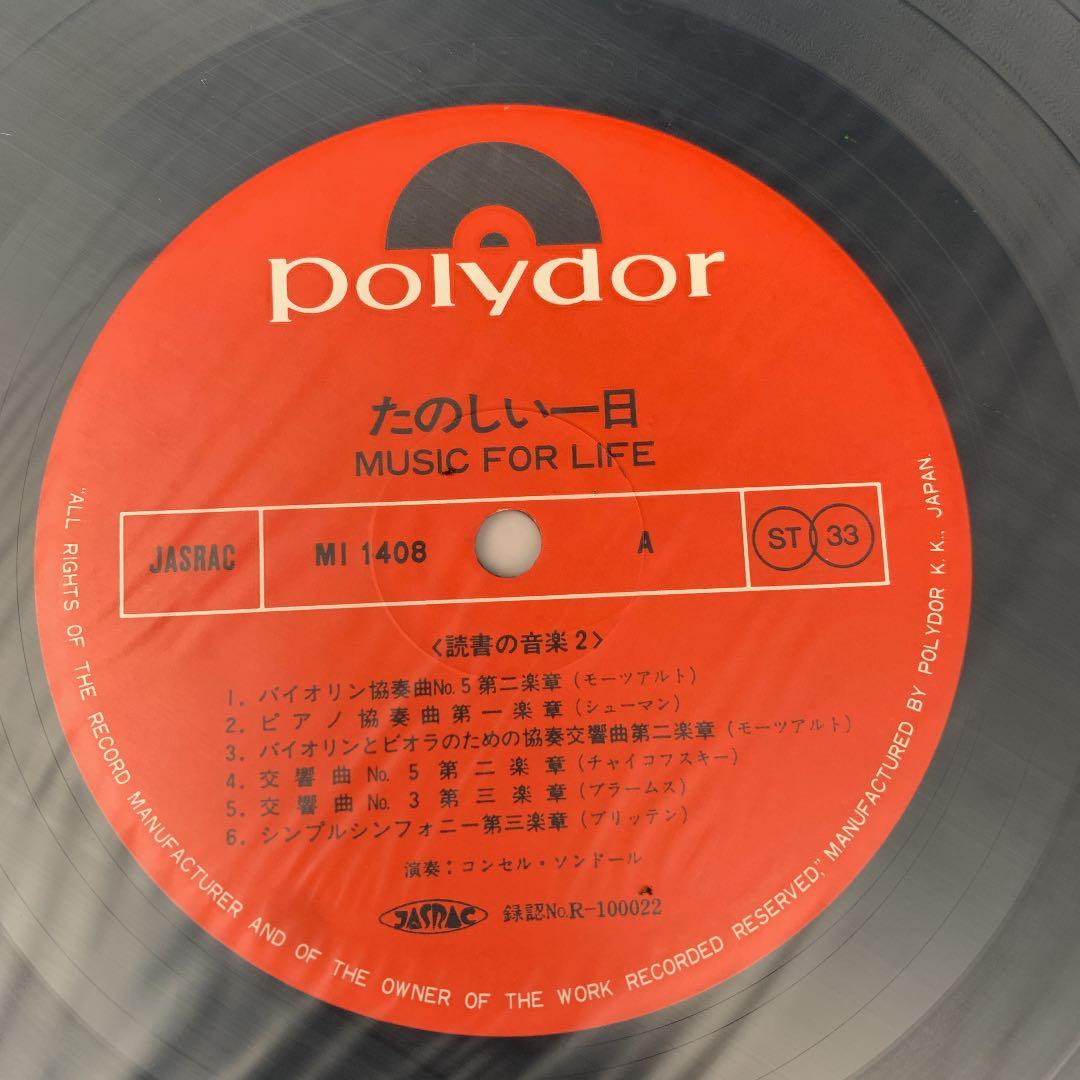 polydor
たのしい一日
MUSIC FOR LIFE
JASRAC
MI 1408
A
ST 33
〈読書の音楽2〉
1. バイオリン協奏曲No.5 第二楽章(モーツアルト)
2. ピアノ協奏曲第一楽章(シューマン)
3. バイオリンとビオラのための協奏交響曲第二楽章(モーツアルト)
4. 交響曲 No. 5 第二楽章(チャイコフスキー)
5. 交響曲 No. 3 第三楽章(ブラームス)
6. シンプルシンフォニー第三楽章(ブリッテン)
演奏:コンセル・ソンドール
JASRAC 録認No.R-100022
"ALL RIGHTS OF THE RECORD MANUFACTURER AND OF THE OWNER OF THE WORK RECORDED RESERVED," MANUFACTURED BY POLYDOR K.K., JAPAN.